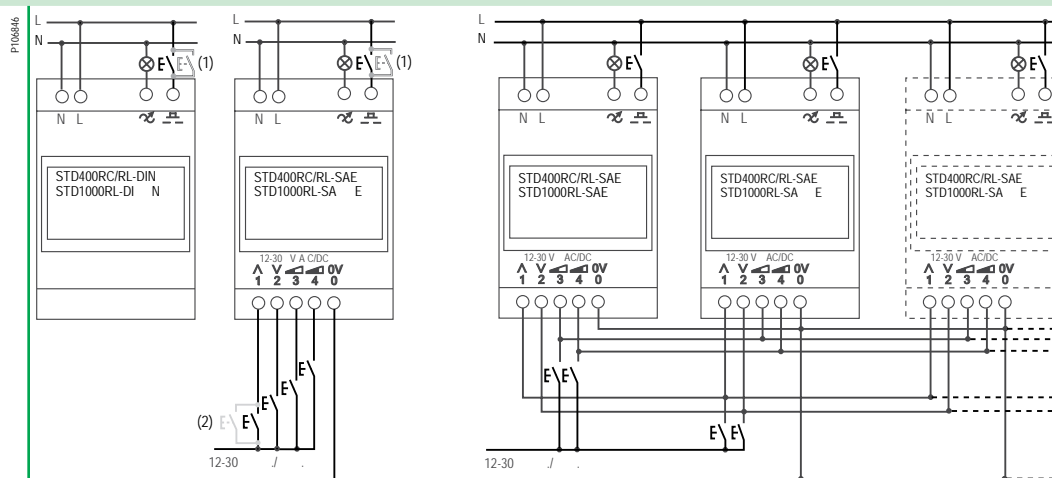 P106846
L
N
(1)
N L
STD400RC/RL-DIN
STD1000RL-DI N
L
N
(1)
N L
STD400RC/RL-SAE
STD1000RL-SA E
12-30 V A C/DC
0V
1 2 3 4 0
(2)
12-30 ./ .
L
N
N L
STD400RC/RL-SAE
STD1000RL-SAE
12-30 V AC/DC
0V
1 2 3 4 0
12-30 ./ .
N L
STD400RC/RL-SAE
STD1000RL-SA E
12-30 V AC/DC
0V
1 2 3 4 0
N L
STD400RC/RL-SAE
STD1000RL-SA E
12-30 V AC/DC
0V
1 2 3 4 0